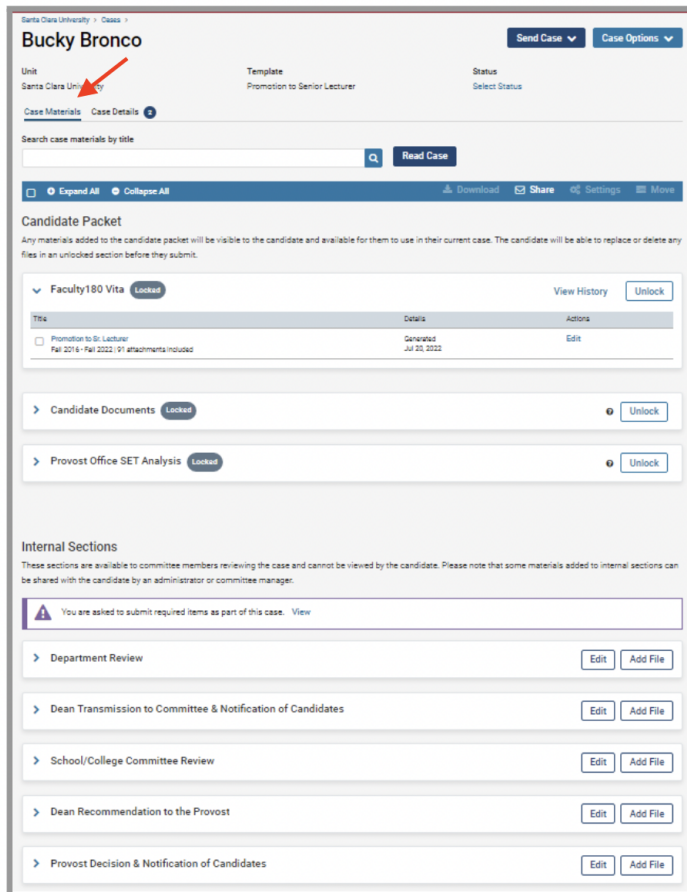 Santa Clara University > Cases >
Bucky Bronco
Send Case
Case Options
Unit
Template
Status
Santa Clara University
Promotion to Senior Lecturer
Select Status
Case Materials
Case Details 2
Search case materials by title
Read Case
Expand All
Collapse All
Download
Share
Settings
Move
Candidate Packet
Any materials added to the candidate packet will be visible to the candidate and available for them to use in their current case. The candidate will be able to replace or delete any
files in an unlocked section before they submit.
Faculty180 Vita
Locked
View History
Unlock
Title
Details
Actions
Promotion to Sr. Lecturer
Generated
Edit
Fall 2016 - Fall 2022 | 91 attachments included
Jul 20, 2022
Candidate Documents
Locked
Unlock
Provost Office SET Analysis
Locked
Unlock
Internal Sections
These sections are available to committee members reviewing the case and cannot be viewed by the candidate. Please note that some materials added to internal sections can
be shared with the candidate by an administrator or committee manager.
You are asked to submit required items as part of this case. View
Department Review
Edit
Add File
Dean Transmission to Committee & Notification of Candidates
Edit
Add File
School/College Committee Review
Edit
Add File
Dean Recommendation to the Provost
Edit
Add File
Provost Decision & Notification of Candidates
Edit
Add File